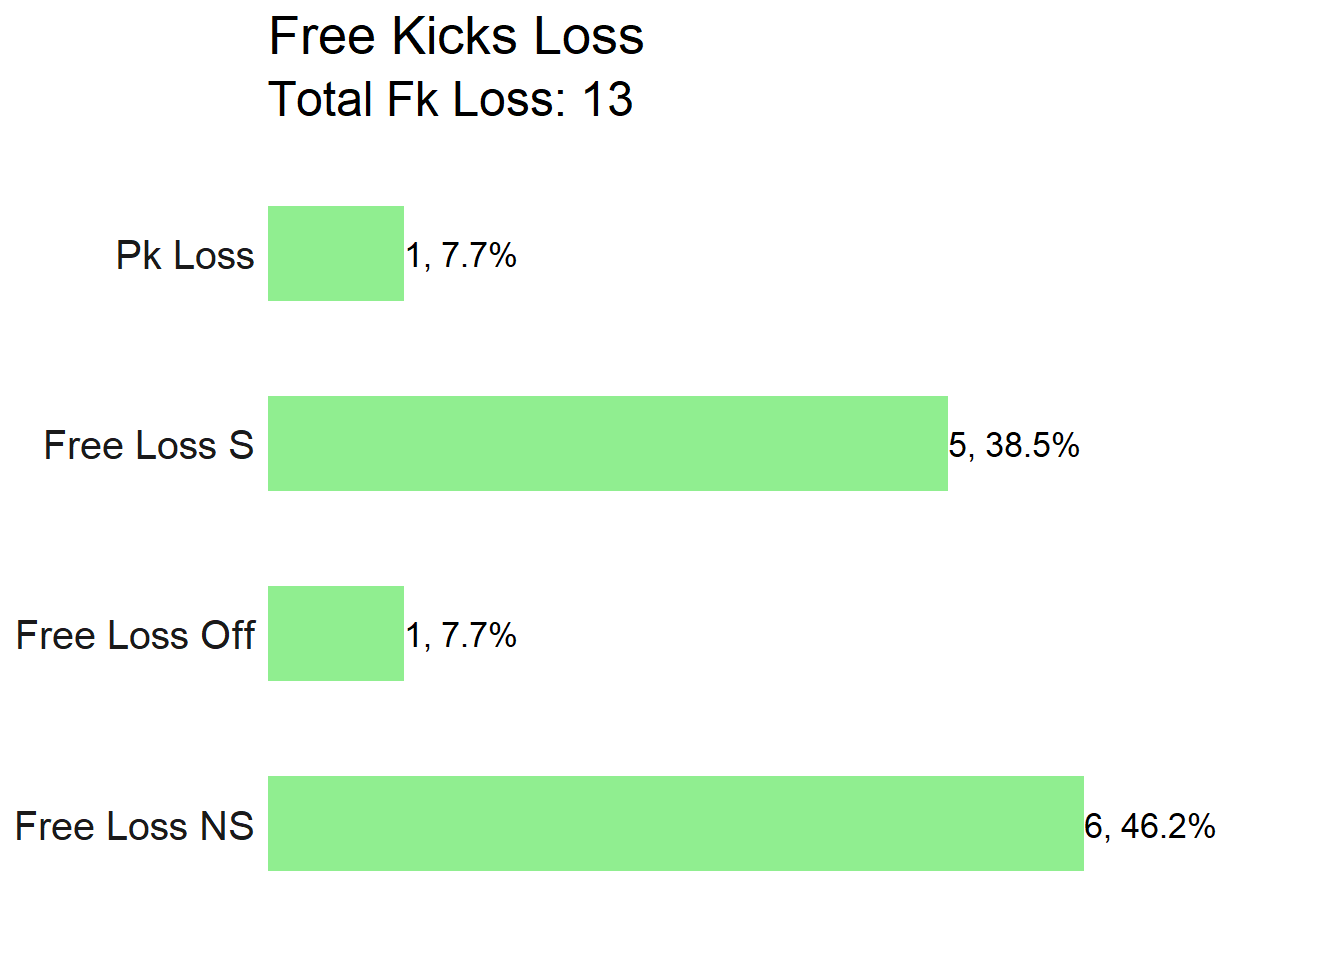 Free Kicks Loss
Total Fk Loss: 13
Pk Loss 1, 7.7%
Free Loss S 5, 38.5%
Free Loss Off 1, 7.7%
Free Loss NS 6, 46.2%